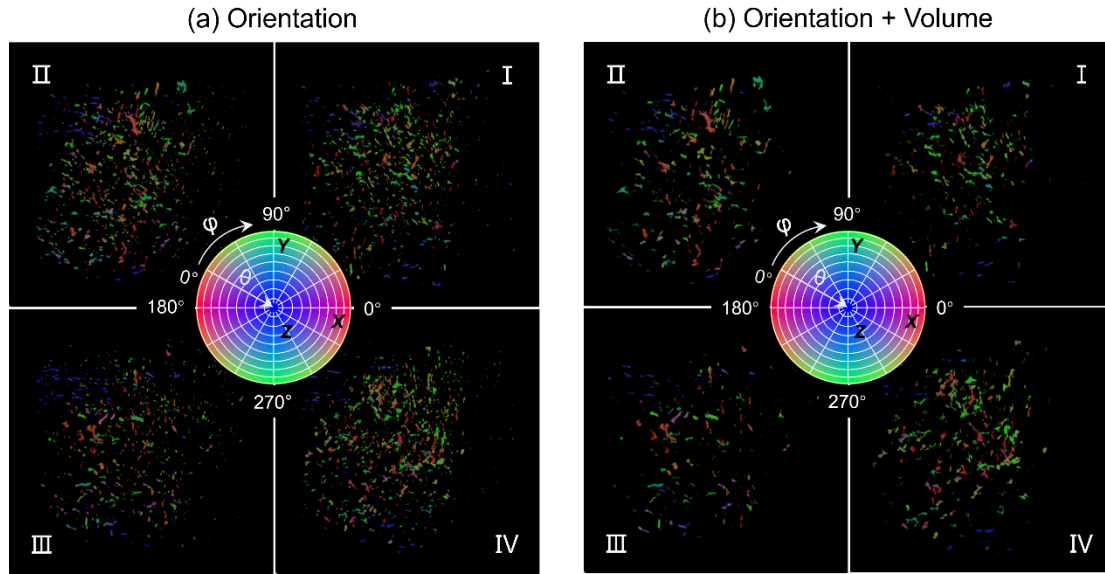 (a) Orientation
(b) Orientation + Volume
II
I
φ
90°
Y
0°
θ
180°
X
0°
Z
270°
III
IV
II
I
φ
90°
Y
0°
θ
180°
X
0°
Z
270°
III
IV